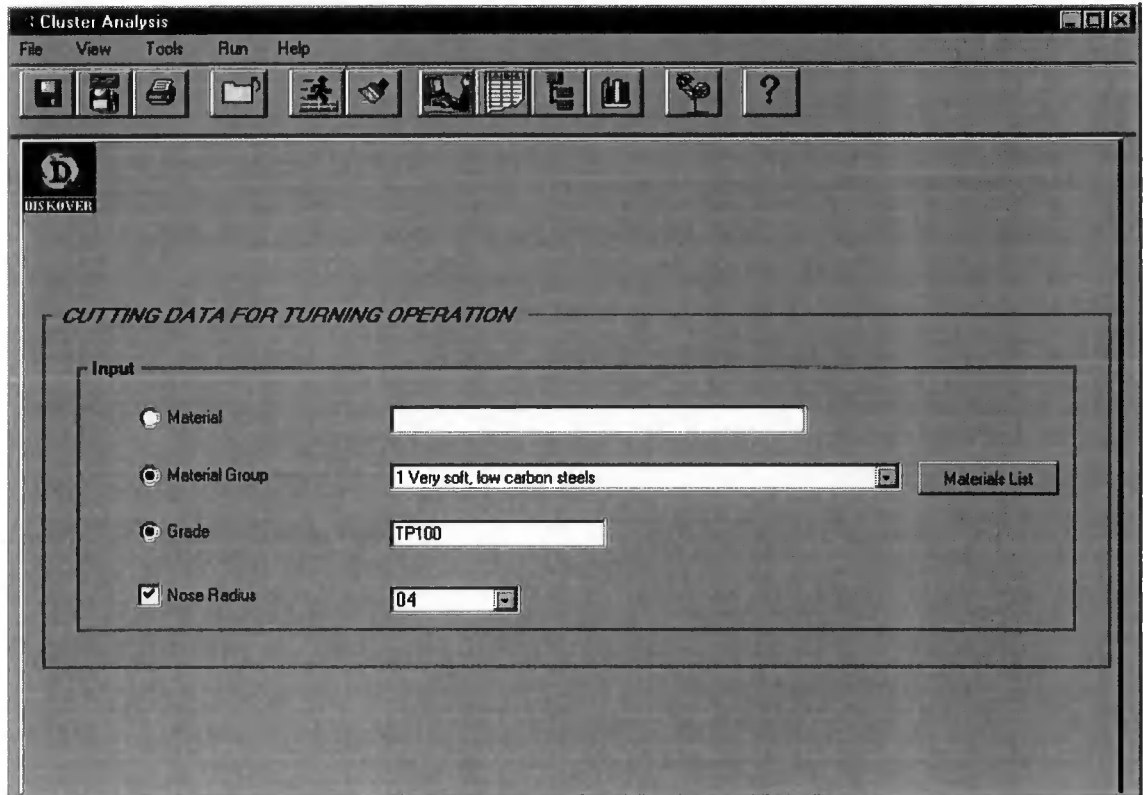 Cluster Analysis
File View Tools Run Help
?
D
DISKOVER
CUTTING DATA FOR TURNING OPERATION
Input
Material
Material Group 1 Very soft, low carbon steels Materials List
Grade TP100
Nose Radius 04